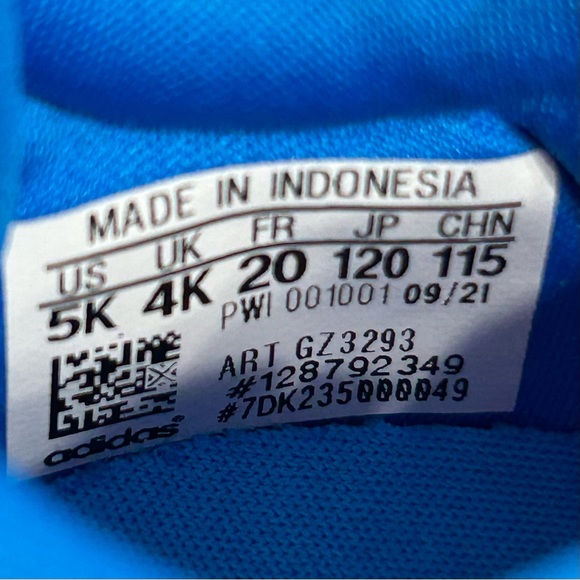 MADE IN INDONESIA
US UK FR JP CHN
5K 4K 20 120 115
PWI 001001 09/21
ART GZ3293
#128792349
#7DK235000049
adidas